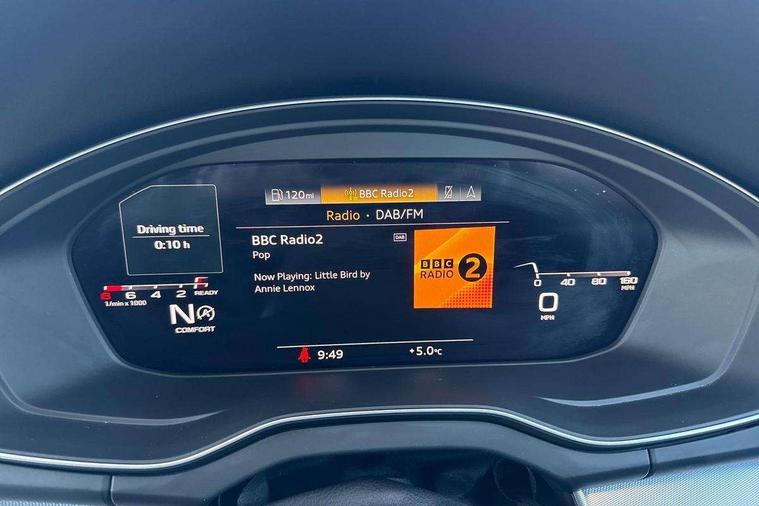 120mi
BBC Radio2
Radio · DAB/FM
Driving time
0:10 h
BBC Radio2
DAB
Pop
Now Playing: Little Bird by
Annie Lennox
BBC
RADIO
2
8 6 4 2 READY
1/min x 1000
N
COMFORT
0 40 80 160
MPH
0
MPH
9:49
+5.0°C